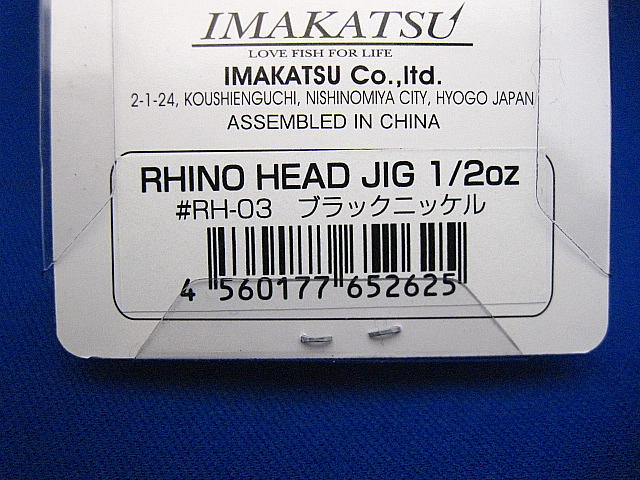 IMAKATSU
LOVE FISH FOR LIFE
IMAKATSU Co.,ltd.
2-1-24, KOUSHIENGUCHI, NISHINOMIYA CITY, HYOGO JAPAN
ASSEMBLED IN CHINA
RHINO HEAD JIG 1/2oz
#RH-03 ブラックニッケル
4 560177 652625